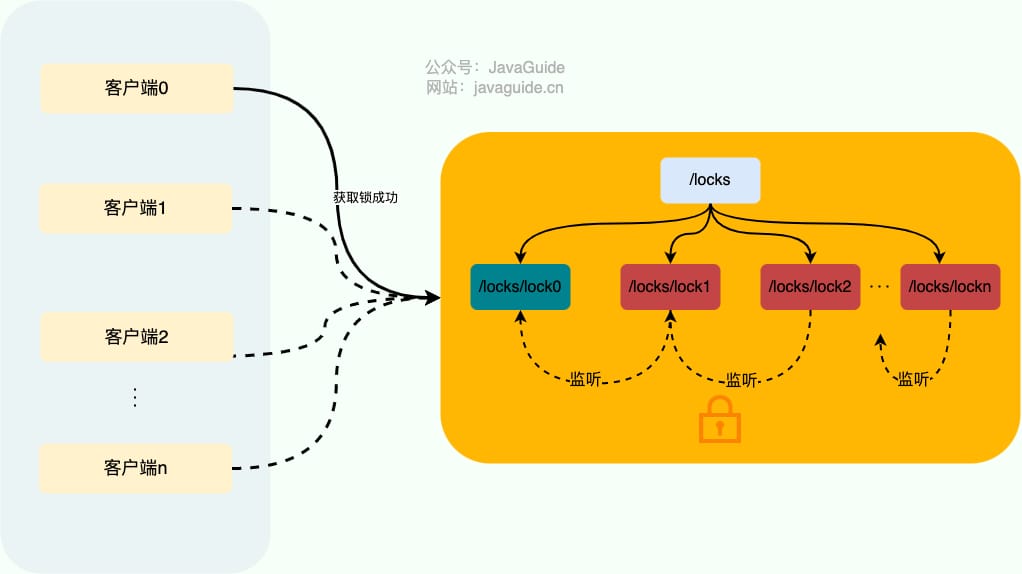 公众号：JavaGuide
网站：javaguide.cn
客户端0
客户端1
客户端2
⋮
客户端n
获取锁成功
/locks
/locks/lock0
/locks/lock1
/locks/lock2
···
/locks/lockn
监听
监听
监听